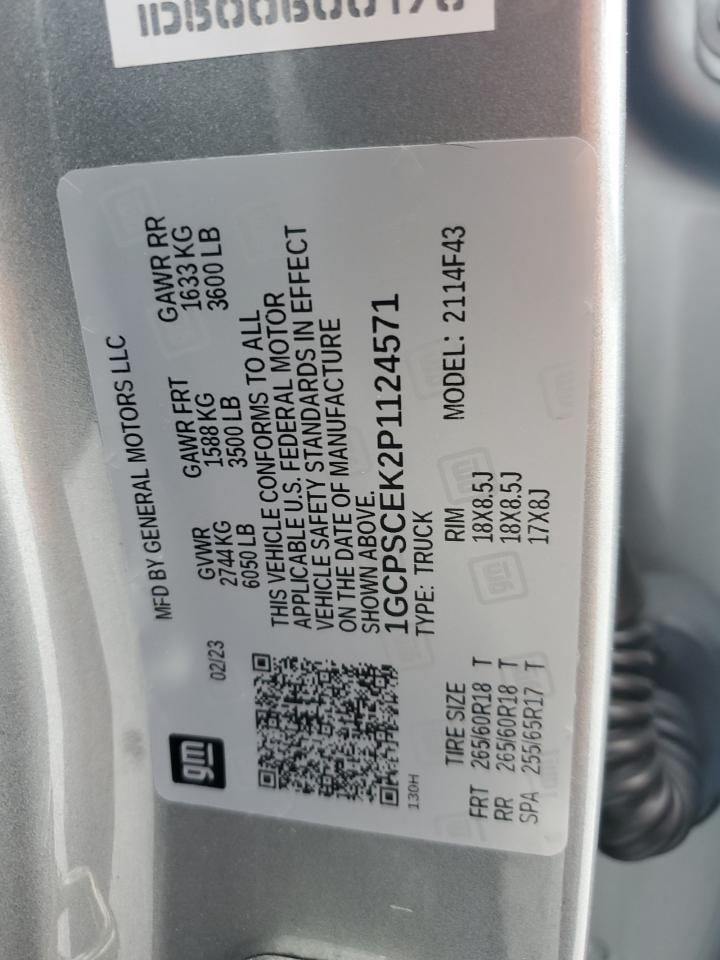 gm
02/23
MFD BY GENERAL MOTORS LLC
GVWR GAWR FRT GAWR RR
2744 KG 1588 KG 1633 KG
6050 LB 3500 LB 3600 LB
THIS VEHICLE CONFORMS TO ALL
APPLICABLE U.S. FEDERAL MOTOR
VEHICLE SAFETY STANDARDS IN EFFECT
ON THE DATE OF MANUFACTURE
SHOWN ABOVE.
1GCPSCEK2P1124571
TYPE: TRUCK
MODEL: 2114F43
130H
TIRE SIZE RIM
FRT 265/60R18 T 18X8.5J
RR 265/60R18 T 18X8.5J
SPA 255/65R17 T 17X8J